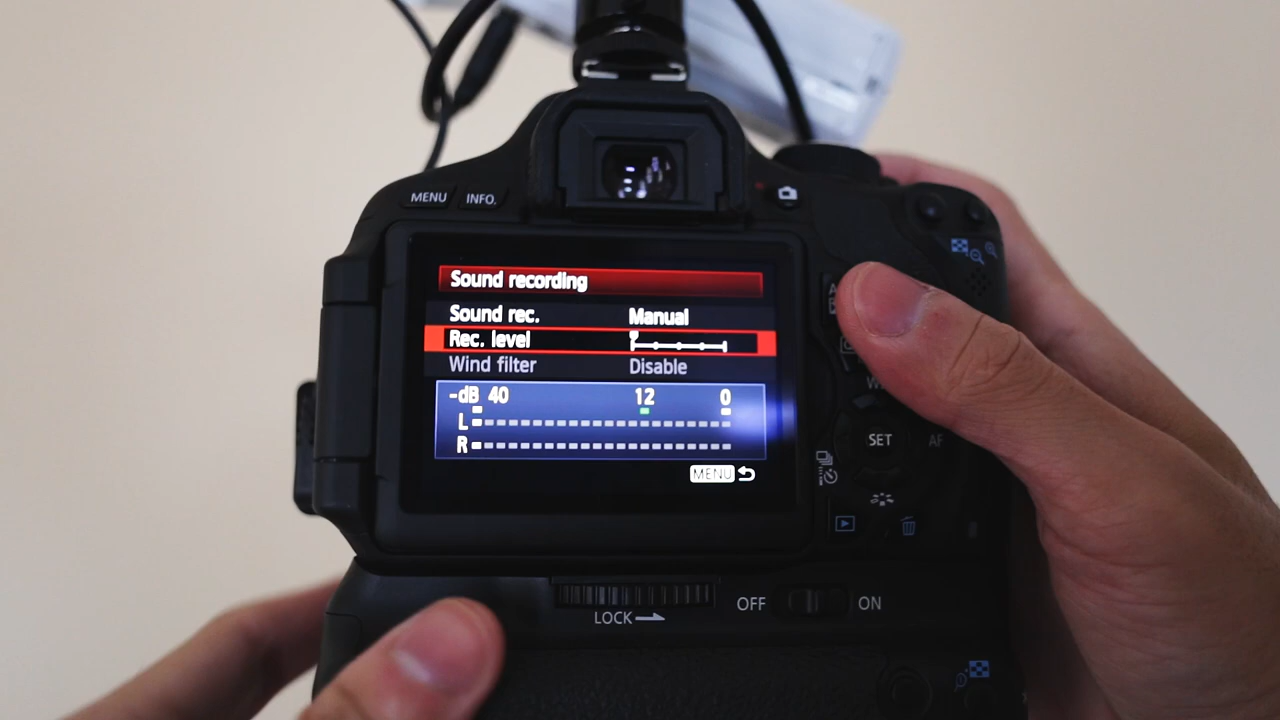 MENU INFO.
Sound recording
Sound rec. Manual
Rec. level
Wind filter Disable
-dB 40 12 0
L
R
MENU
SET AF
LOCK
OFF ON